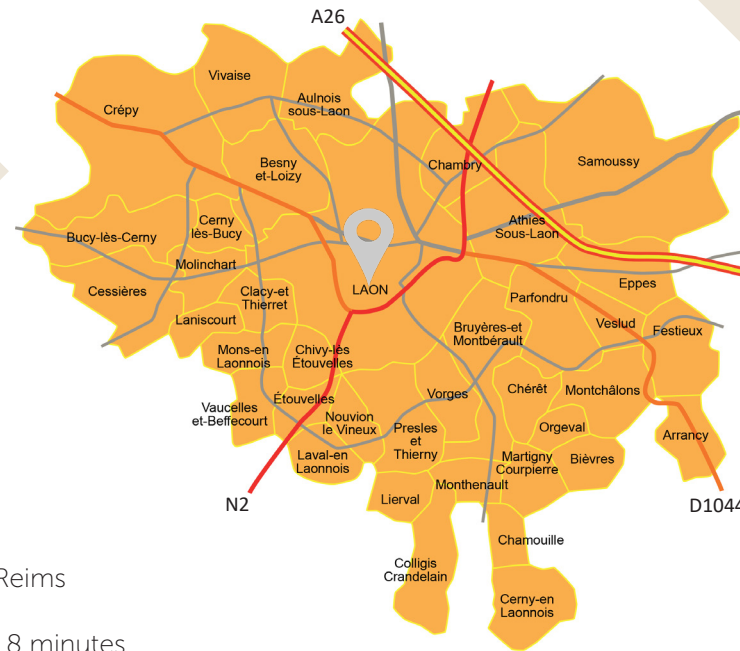 A26
Vivaise
Crépy
Aulnois
sous-Laon
Chambry
Samoussy
Besny
et-Loizy
Cerny
lès-Bucy
Athies
Sous-Laon
Bucy-lès-Cerny
Molinchart
Cessières
Clacy-et
Thierret
LAON
Eppes
Parfondru
Laniscourt
Bruyères-et
Montbérault
Veslud
Festieux
Mons-en
Laonnois
Chivy-lès
Étouvelles
Étouvelles
Vorges
Chérêt
Montchâlons
Vaucelles
et-Beffecourt
Nouvion
le Vineux
Presles
et
Thierny
Orgeval
Arrancy
Laval-en
Laonnois
Martigny
Courpierre
Bièvres
Monthenault
Lierval
N2
D1044
Chamouille
Colligis
Crandelain
Cerny-en
Laonnois
Reims
8 minutes